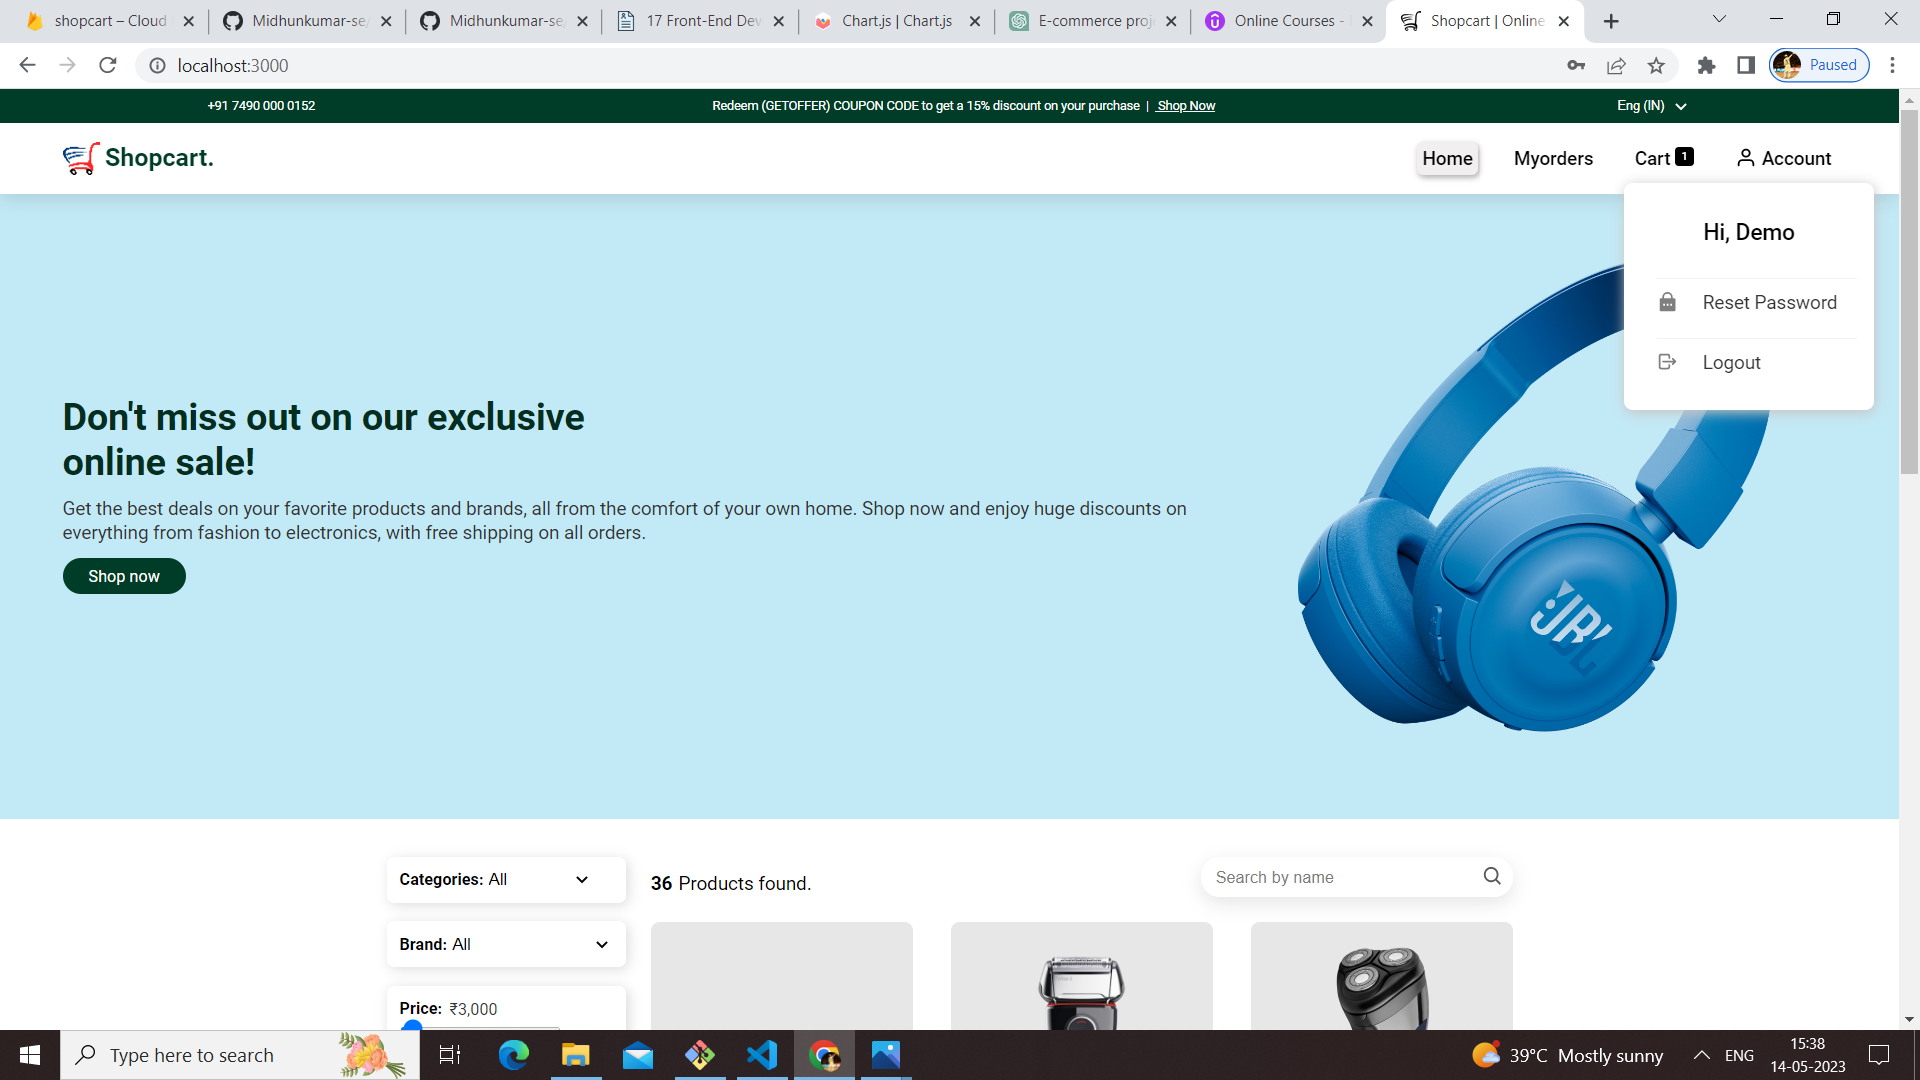 shopcart – Cloud
Midhunkumar-se/
Midhunkumar-se/
17 Front-End Dev
Chart.js | Chart.js
E-commerce proj
Online Courses -
Shopcart | Online
localhost:3000
Paused
+91 7490 000 0152
Redeem (GETOFFER) COUPON CODE to get a 15% discount on your purchase | Shop Now
Eng (IN)
Shopcart.
Home
Myorders
Cart 1
Account
Hi, Demo
Reset Password
Logout
Don't miss out on our exclusive
online sale!
Get the best deals on your favorite products and brands, all from the comfort of your own home. Shop now and enjoy huge discounts on
everything from fashion to electronics, with free shipping on all orders.
Shop now
JBL
Categories: All
36 Products found.
Search by name
Brand: All
Price: ₹3,000
Type here to search
39°C Mostly sunny
ENG
15:38
14-05-2023